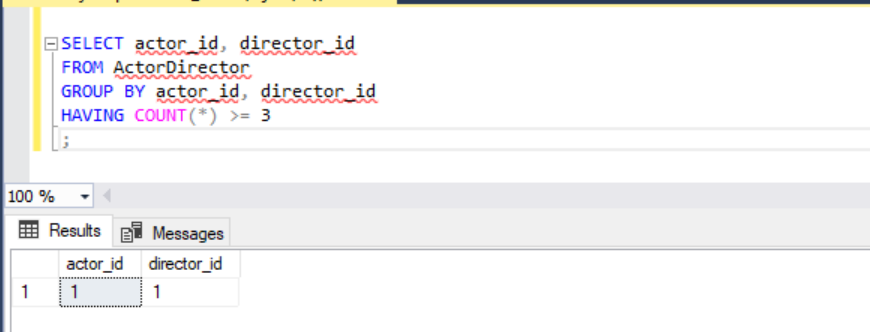 SELECT actor_id, director_id
FROM ActorDirector
GROUP BY actor_id, director_id
HAVING COUNT(*) >= 3
;
100 %
Results Messages
actor_id director_id
1 1 1